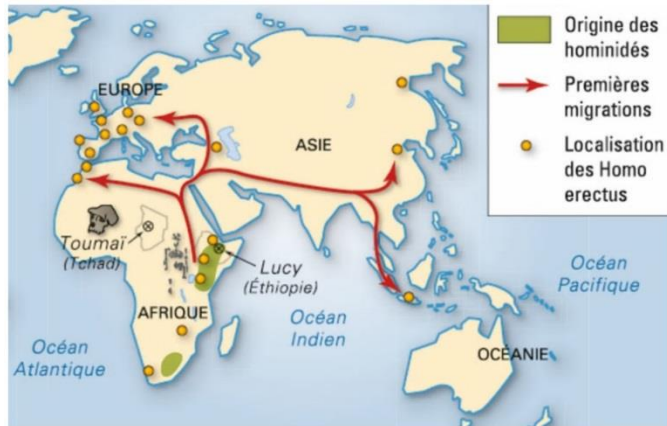 Origine des
hominidés
Premières
migrations
Localisation
des Homo
erectus
EUROPE
ASIE
Toumaï
(Tchad)
Lucy
(Éthiopie)
AFRIQUE
Océan
Pacifique
Océan
Indien
OCÉANIE
Océan
Atlantique